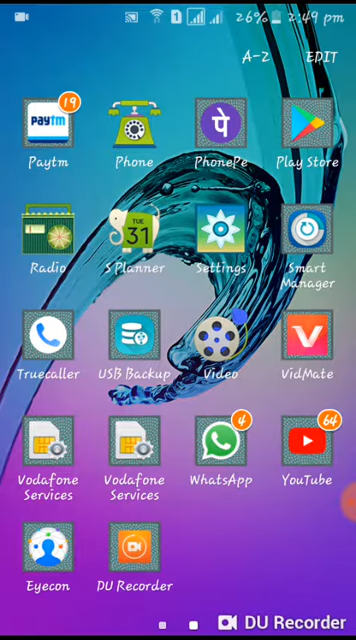 1 26% 2:49 pm
A-Z EDIT
19
Paytm
Paytm Phone PhonePe Play Store
पे
TUE
31
Radio S Planner Settings Smart Manager
Truecaller USB Backup Video VidMate
4 64
Vodafone Services Vodafone Services WhatsApp YouTube
Eyecon DU Recorder
DU Recorder